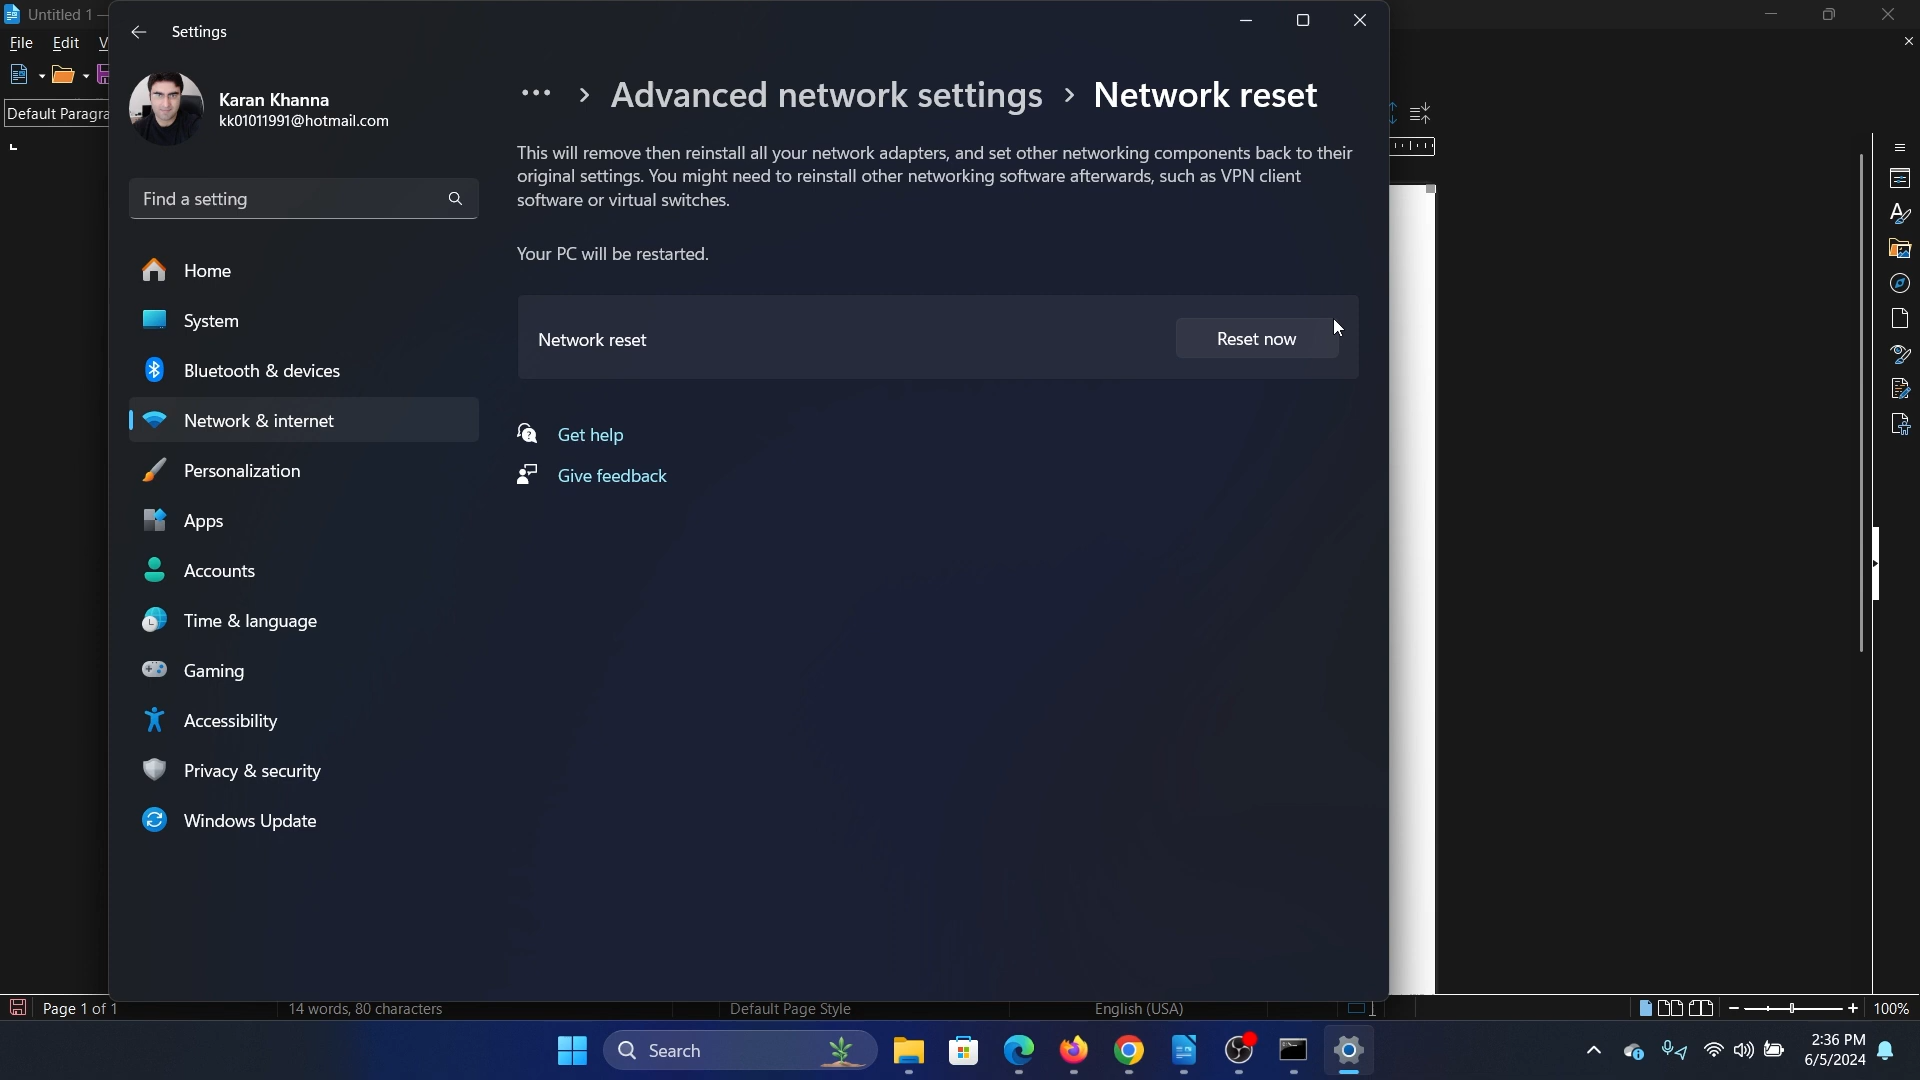 Untitled 1 —
Settings
File Edit V
Karan Khanna
kk01011991@hotmail.com
Default Paragra
Find a setting
Home
System
Bluetooth & devices
Network & internet
Personalization
Apps
Accounts
Time & language
Gaming
Accessibility
Privacy & security
Windows Update
... > Advanced network settings > Network reset
This will remove then reinstall all your network adapters, and set other networking components back to their
original settings. You might need to reinstall other networking software afterwards, such as VPN client
software or virtual switches.
Your PC will be restarted.
Network reset
Reset now
Get help
Give feedback
Page 1 of 1
14 words, 80 characters
Default Page Style
English (USA)
100%
Search
2:36 PM
6/5/2024